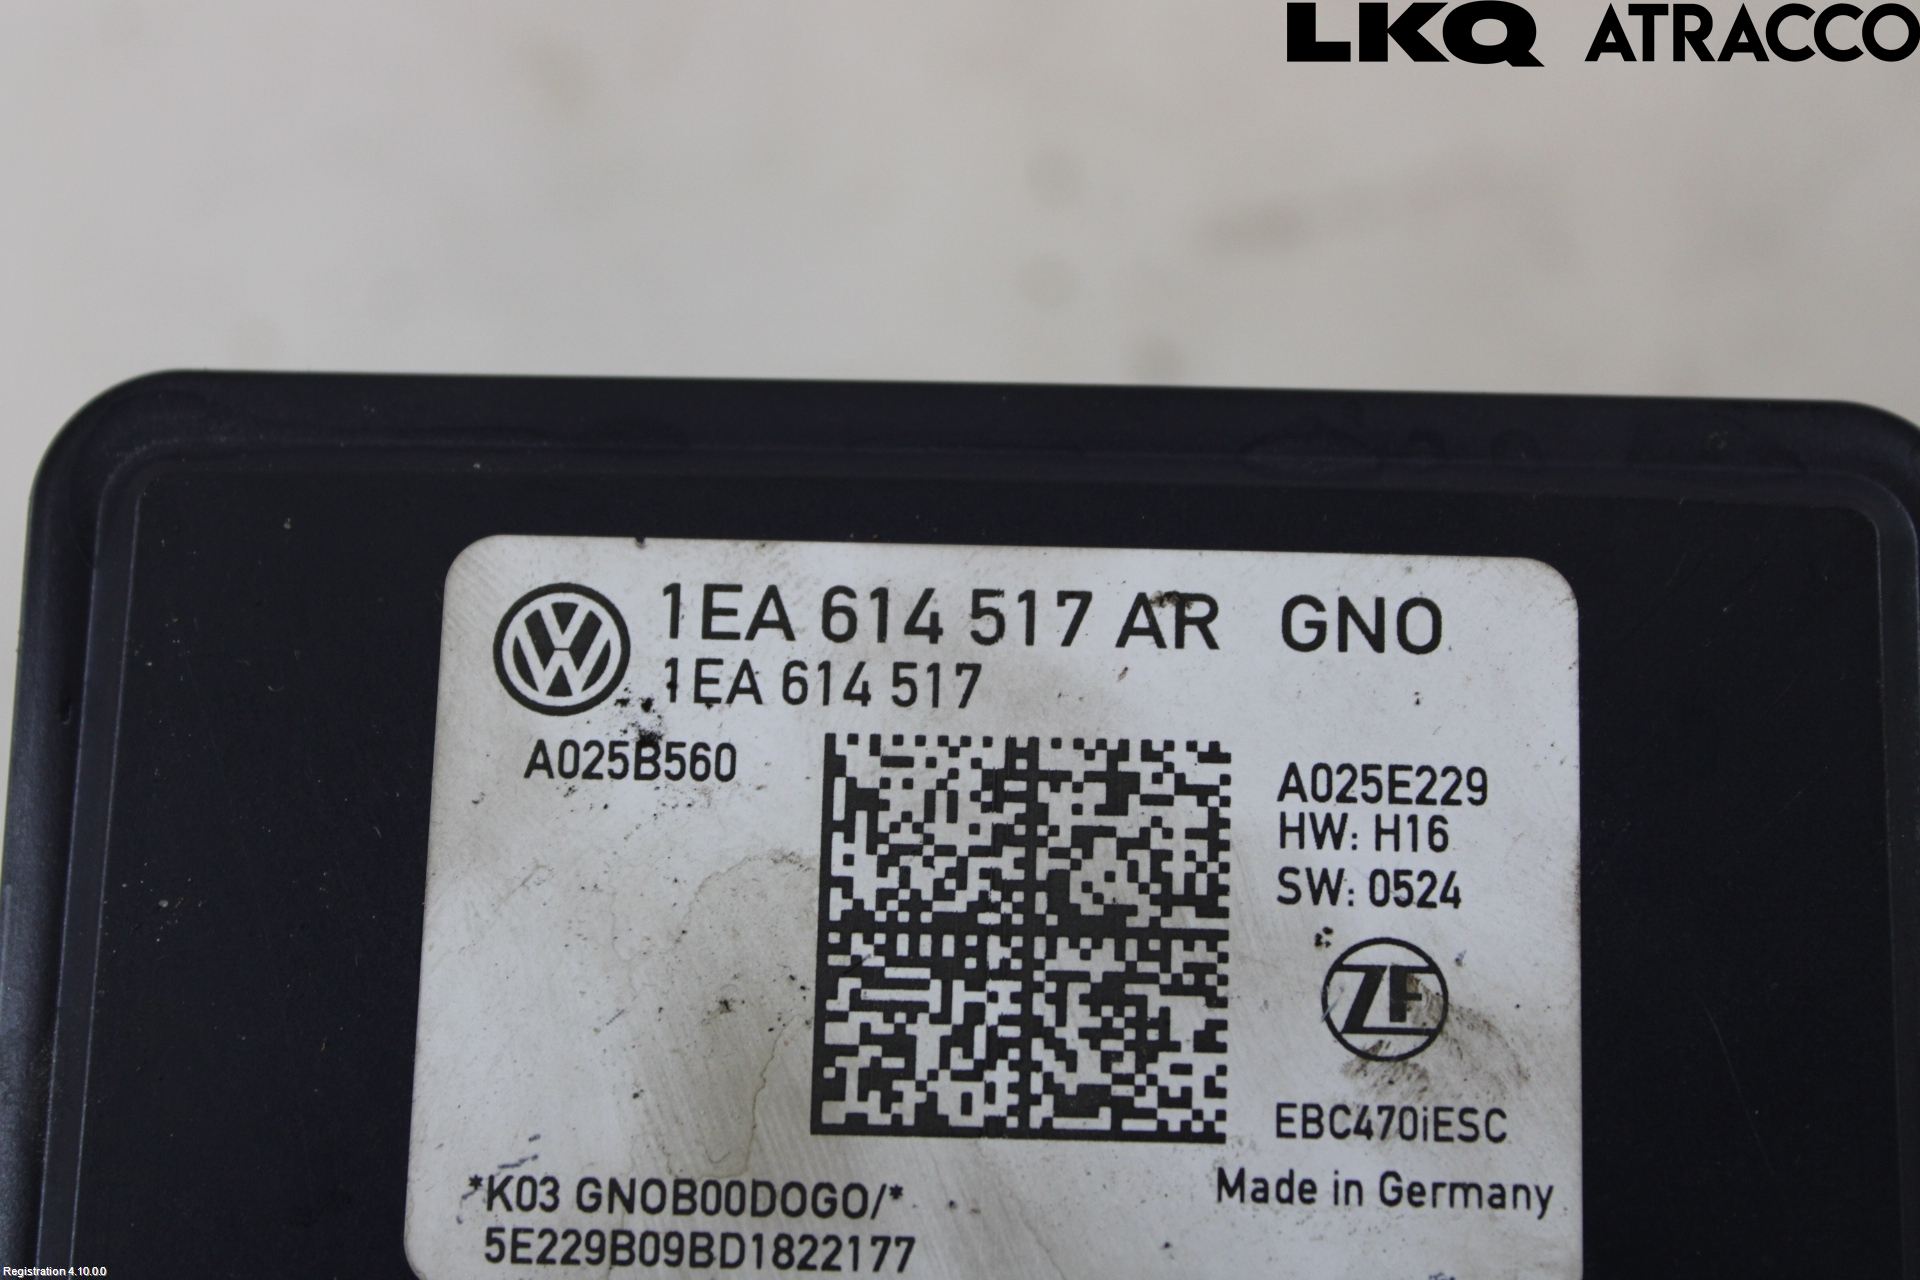 LKQ ATRACCO
1EA 614 517 AR GNO
1EA 614 517
A025B560
A025E229
HW: H16
SW: 0524
ZF
EBC470iESC
Made in Germany
*K03 GNOB00D0G0/*
5E229B09BD1822177
Registration 4.10.0.0